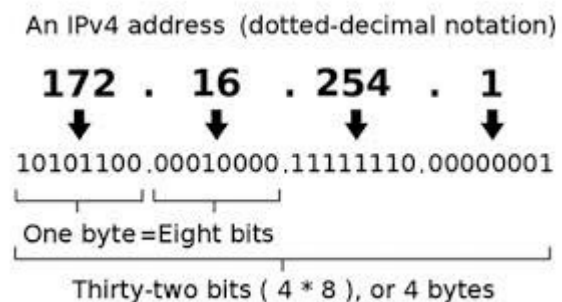 An IPv4 address (dotted-decimal notation)
172 . 16 . 254 . 1
10101100.00010000.11111110.00000001
One byte=Eight bits
Thirty-two bits ( 4 * 8 ), or 4 bytes